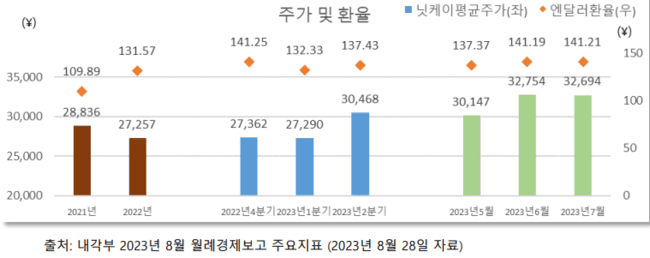 주가 및 환율
닛케이평균주가(좌) 엔달러환율(우)
(¥) (¥)
109.89 131.57 141.25 132.33 137.43 137.37 141.19 141.21
35,000 30,000 25,000 20,000
28,836 27,257 27,362 27,290 30,468 30,147 32,754 32,694
150 100 50 0
2021년 2022년 2022년4분기 2023년1분기 2023년2분기 2023년5월 2023년6월 2023년7월
출처: 내각부 2023년 8월 월례경제보고 주요지표 (2023년 8월 28일 자료)